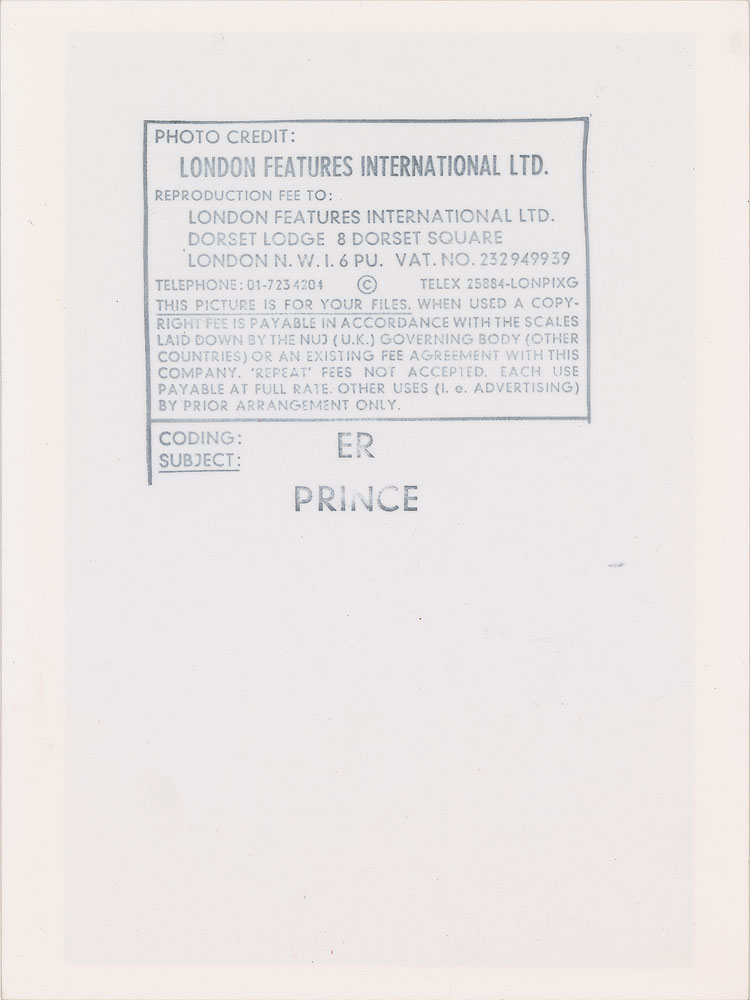 PHOTO CREDIT:
LONDON FEATURES INTERNATIONAL LTD.
REPRODUCTION FEE TO:
LONDON FEATURES INTERNATIONAL LTD.
DORSET LODGE 8 DORSET SQUARE
LONDON N.W.I. 6 PU. VAT. NO. 232949939
TELEPHONE: 01-723 4204 © TELEX 25884-LONPIXG
THIS PICTURE IS FOR YOUR FILES. WHEN USED A COPY-
RIGHT FEE IS PAYABLE IN ACCORDANCE WITH THE SCALES
LAID DOWN BY THE NUJ (U.K.) GOVERNING BODY (OTHER
COUNTRIES) OR AN EXISTING FEE AGREEMENT WITH THIS
COMPANY. 'REPEAT' FEES NOT ACCEPTED. EACH USE
PAYABLE AT FULL RATE. OTHER USES (I. e. ADVERTISING)
BY PRIOR ARRANGEMENT ONLY.
CODING: ER
SUBJECT:
PRINCE